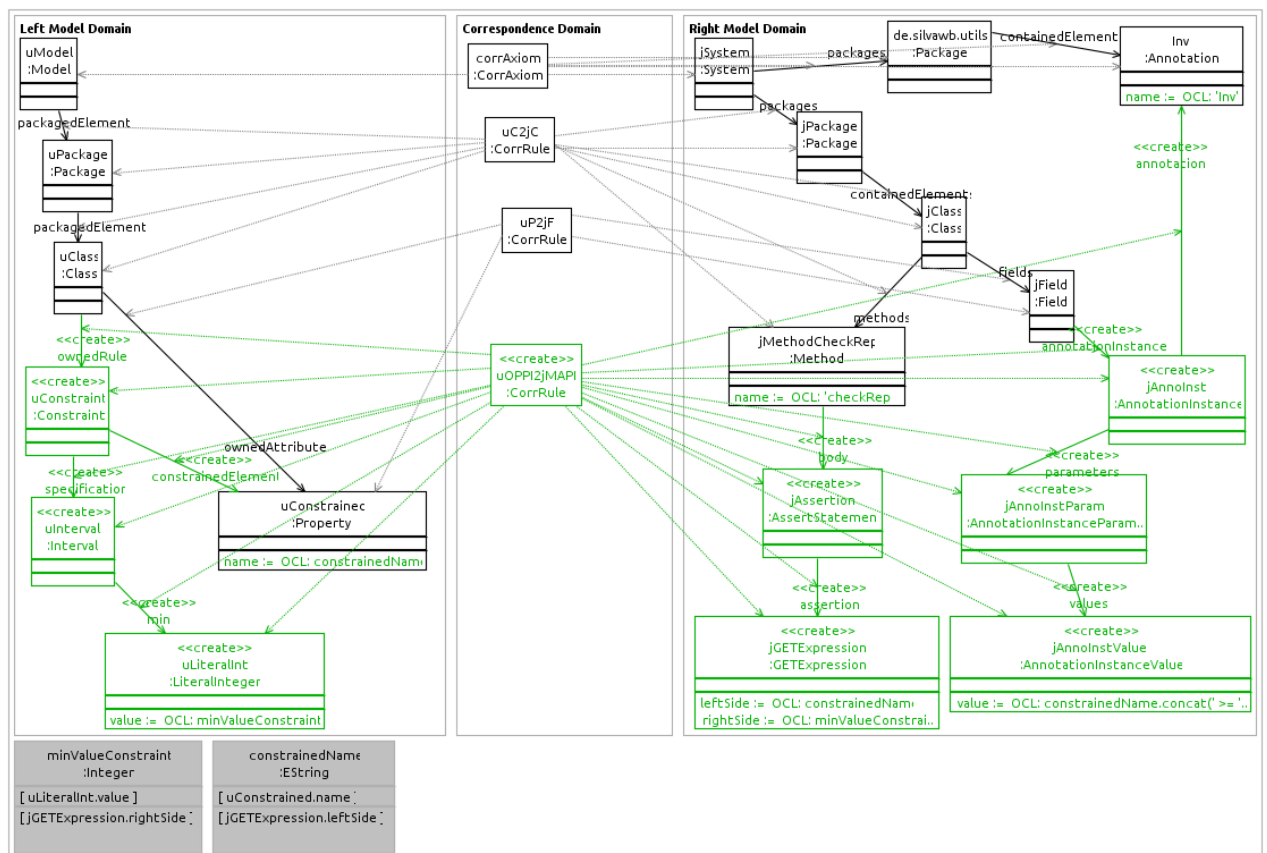 Left Model Domain
uModel
:Model
packagedElement
uPackage
:Package
packagedElement
uClass
:Class
<<create>>
ownedRule
<<create>>
uConstraint
:Constraint
ownedAttribute
<<create>>
constrainedElement
<<create>>
specification
<<create>>
uInterval
:Interval
uConstrained
:Property
name := OCL: constrainedName
<<create>>
min
<<create>>
uLiteralInt
:LiteralInteger
value := OCL: minValueConstraint
Correspondence Domain
corrAxiom
:CorrAxiom
uC2jC
:CorrRule
uP2jF
:CorrRule
<<create>>
uOPPI2jMAPI
:CorrRule
Right Model Domain
jSystem
:System
packages
de.silvawb.utils
:Package
containedElement
Inv
:Annotation
name := OCL: 'Inv'
packages
jPackage
:Package
<<create>>
annotation
containedElements
jClass
:Class
fields
jField
:Field
methods
jMethodCheckRep
:Method
name := OCL: 'checkRep
<<create>>
annotationInstance
<<create>>
jAnnoInst
:AnnotationInstance
<<create>>
body
<<create>>
parameters
<<create>>
jAssertion
:AssertStatemen
<<create>>
jAnnoInstParam
:AnnotationInstanceParam..
<<create>>
assertion
<<create>>
values
<<create>>
jGETExpression
:GETExpression
leftSide := OCL: constrainedName
rightSide := OCL: minValueConstrai..
<<create>>
jAnnoInstValue
:AnnotationInstanceValue
value := OCL: constrainedName.concat(' >= '..
minValueConstraint
:Integer
[ uLiteralInt.value ]
[ jGETExpression.rightSide ]
constrainedName
:EString
[ uConstrained.name ]
[ jGETExpression.leftSide ]